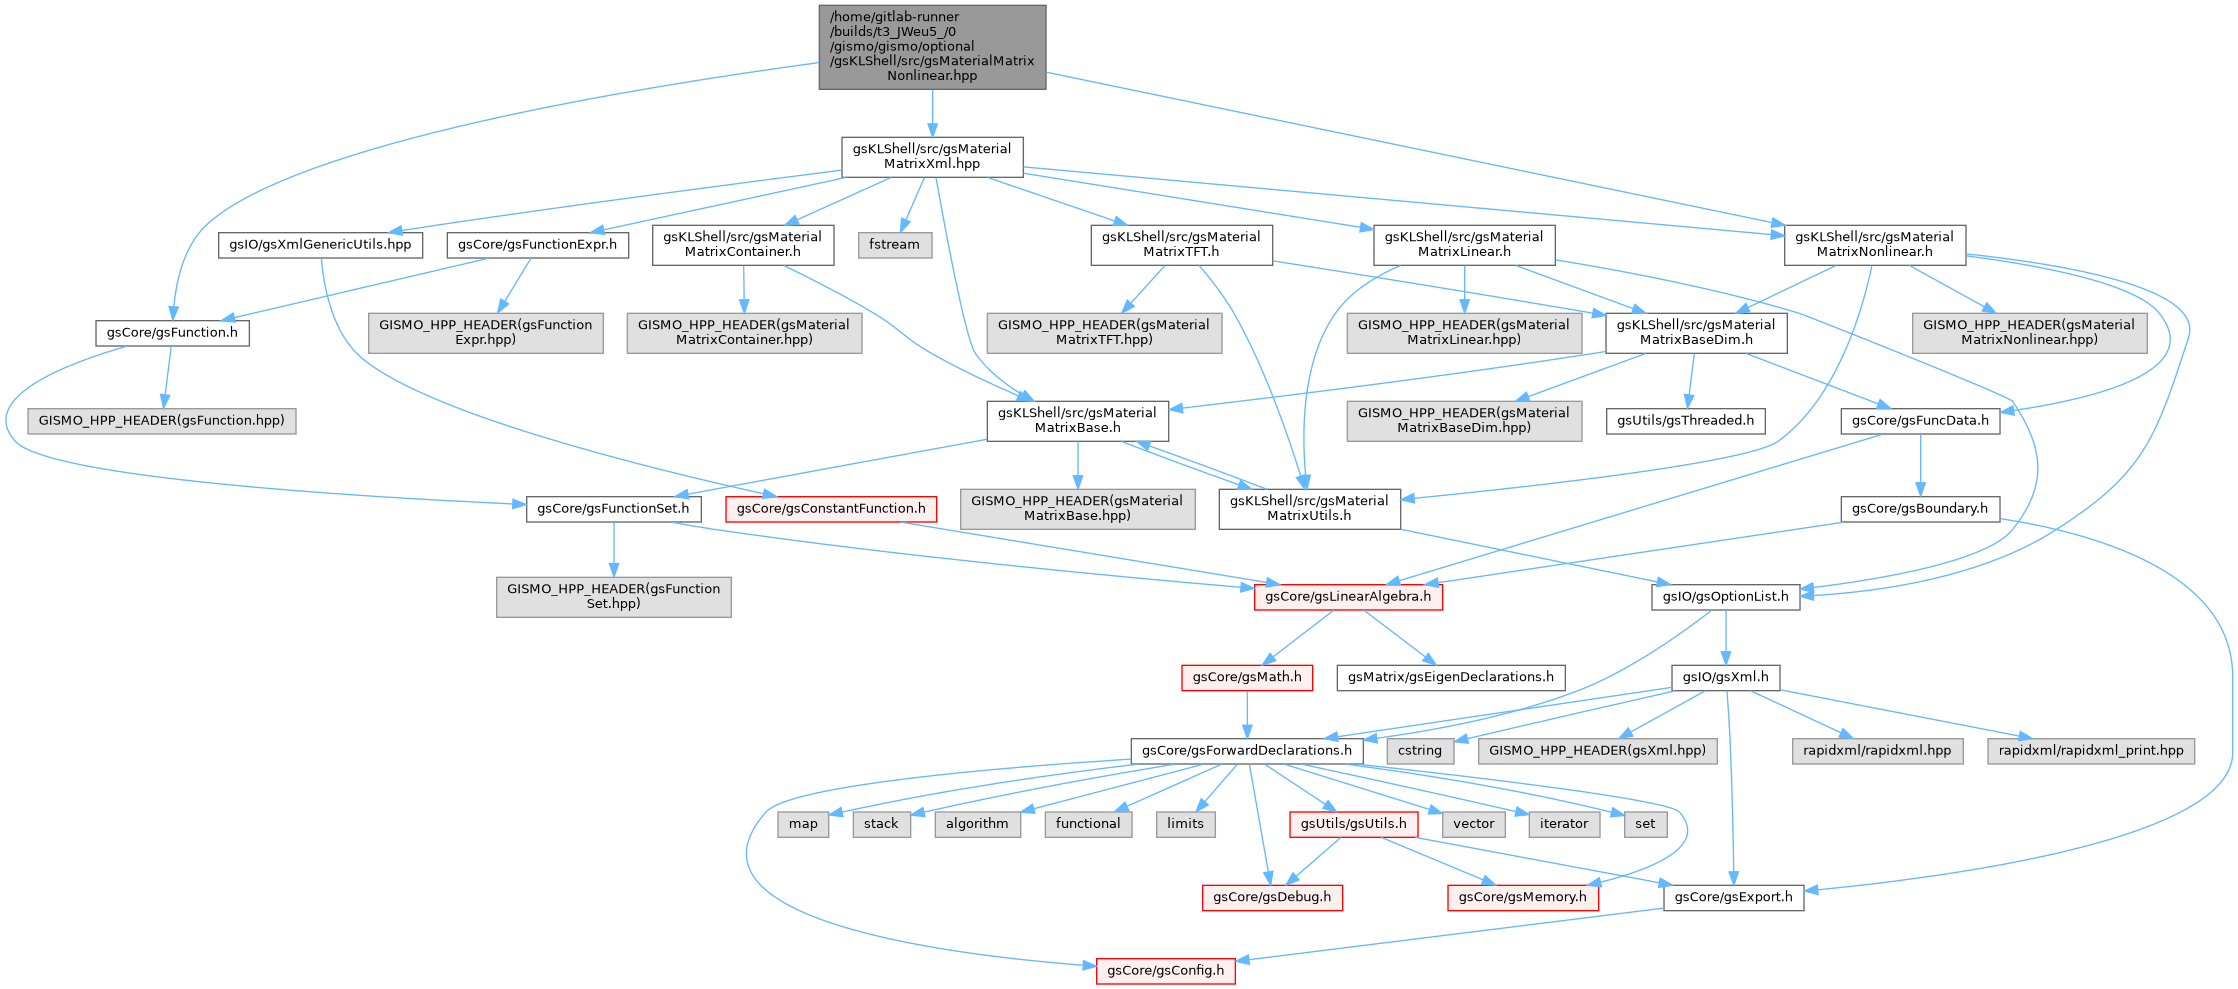 /home/gitlab-runner
/builds/t3_JWeu5_/0
/gismo/gismo/optional
/gsKLShell/src/gsMaterialMatrix
Nonlinear.hpp
gsKLShell/src/gsMaterial
MatrixXml.hpp
gsIO/gsXmlGenericUtils.hpp
gsCore/gsFunctionExpr.h
gsKLShell/src/gsMaterial
MatrixContainer.h
fstream
gsKLShell/src/gsMaterial
MatrixTFT.h
gsKLShell/src/gsMaterial
MatrixLinear.h
gsKLShell/src/gsMaterial
MatrixNonlinear.h
gsCore/gsFunction.h
GISMO_HPP_HEADER(gsFunction
Expr.hpp)
GISMO_HPP_HEADER(gsMaterial
MatrixContainer.hpp)
GISMO_HPP_HEADER(gsMaterial
MatrixTFT.hpp)
GISMO_HPP_HEADER(gsMaterial
MatrixLinear.hpp)
gsKLShell/src/gsMaterial
MatrixBaseDim.h
GISMO_HPP_HEADER(gsMaterial
MatrixNonlinear.hpp)
GISMO_HPP_HEADER(gsFunction.hpp)
gsKLShell/src/gsMaterial
MatrixBase.h
GISMO_HPP_HEADER(gsMaterial
MatrixBaseDim.hpp)
gsUtils/gsThreaded.h
gsCore/gsFuncData.h
gsCore/gsFunctionSet.h
gsCore/gsConstantFunction.h
GISMO_HPP_HEADER(gsMaterial
MatrixBase.hpp)
gsKLShell/src/gsMaterial
MatrixUtils.h
gsCore/gsBoundary.h
GISMO_HPP_HEADER(gsFunction
Set.hpp)
gsCore/gsLinearAlgebra.h
gsIO/gsOptionList.h
gsCore/gsMath.h
gsMatrix/gsEigenDeclarations.h
gsIO/gsXml.h
gsCore/gsForwardDeclarations.h
cstring
GISMO_HPP_HEADER(gsXml.hpp)
rapidxml/rapidxml.hpp
rapidxml/rapidxml_print.hpp
map
stack
algorithm
functional
limits
gsUtils/gsUtils.h
vector
iterator
set
gsCore/gsDebug.h
gsCore/gsMemory.h
gsCore/gsExport.h
gsCore/gsConfig.h